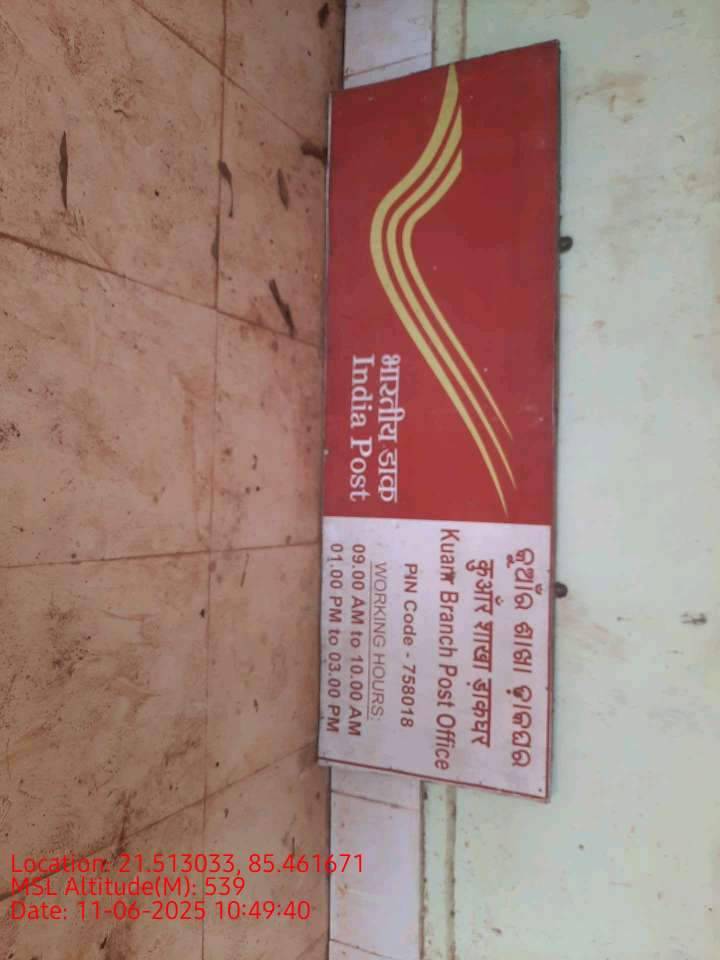 भारतीय डाक
India Post
କୁଆଁର ଶାଖା ଡ଼ାକଘର
कुआँर शाखा ड़ाकघर
Kuanr Branch Post Office
PIN Code - 758018
WORKING HOURS:
09.00 AM to 10.00 AM
01.00 PM to 03.00 PM
Location: 21.513033, 85.461671
MSL Altitude(M): 539
Date: 11-06-2025 10:49:40